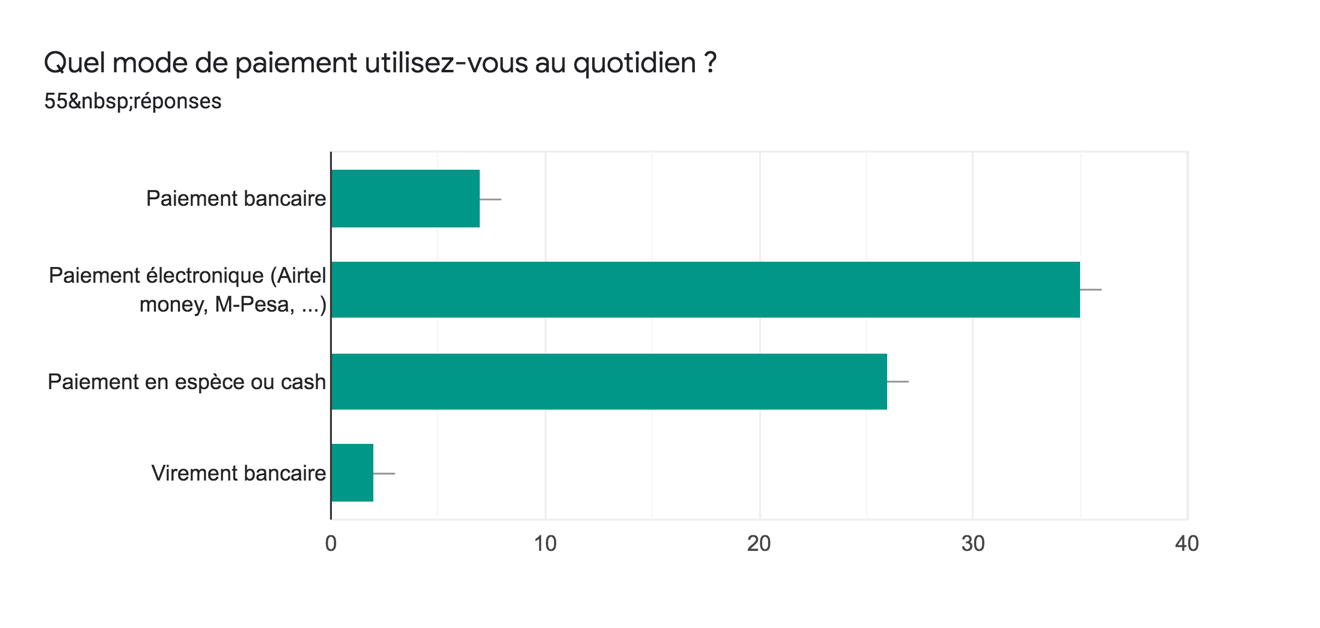 Quel mode de paiement utilisez-vous au quotidien ?
55&nbsp;réponses
Paiement bancaire
Paiement électronique (Airtel
money, M-Pesa, ...)
Paiement en espèce ou cash
Virement bancaire
0 10 20 30 40